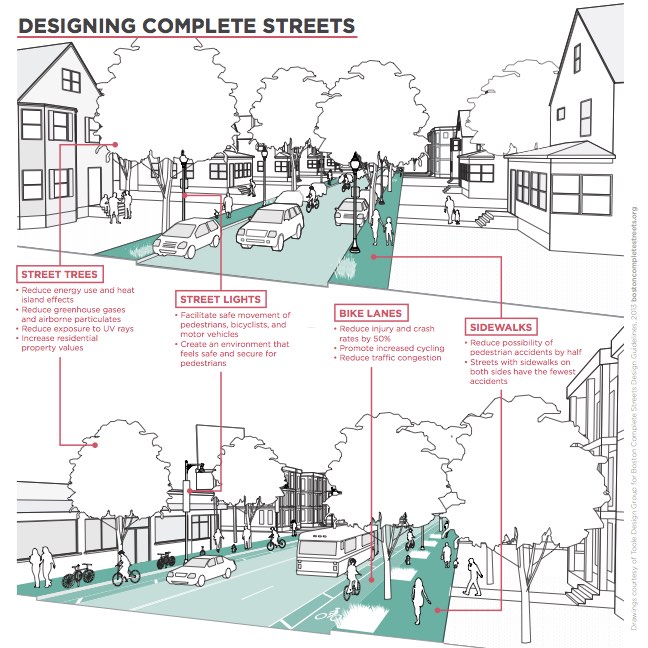 DESIGNING COMPLETE STREETS
STREET TREES
• Reduce energy use and heat
island effects
• Reduce greenhouse gases
and airborne particulates
• Reduce exposure to UV rays
• Increase residential
property values
STREET LIGHTS
• Facilitate safe movement of
pedestrians, bicyclists, and
motor vehicles
• Create an environment that
feels safe and secure for
pedestrians
BIKE LANES
• Reduce injury and crash
rates by 50%
• Promote increased cycling
• Reduce traffic congestion
SIDEWALKS
• Reduce possibility of
pedestrian accidents by half
• Streets with sidewalks on
both sides have the fewest
accidents
Drawings courtesy of Toole Design Group for Boston Complete Streets Design Guidelines, 2013 bostoncompletestreets.org